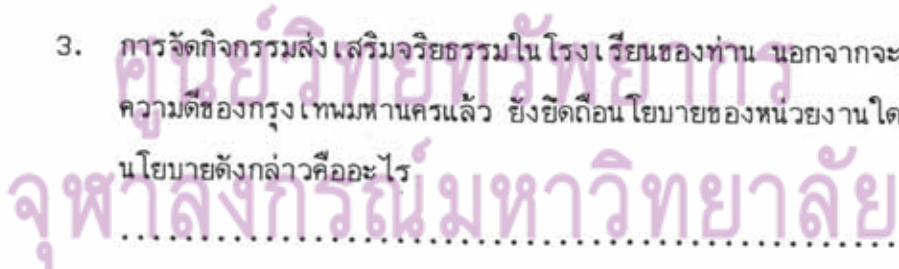 3. การจัดกิจกรรมส่งเสริมจริยธรรมในโรงเรียนของท่าน นอกจากจะ
ศูนย์วิทยทรัพยากร
ความดีของกรุงเทพมหานครแล้ว ยังยึดถือนโยบายของหน่วยงานใด
นโยบายดังกล่าวคืออะไร
จุฬาลงกรณ์มหาวิทยาลัย
......................................................